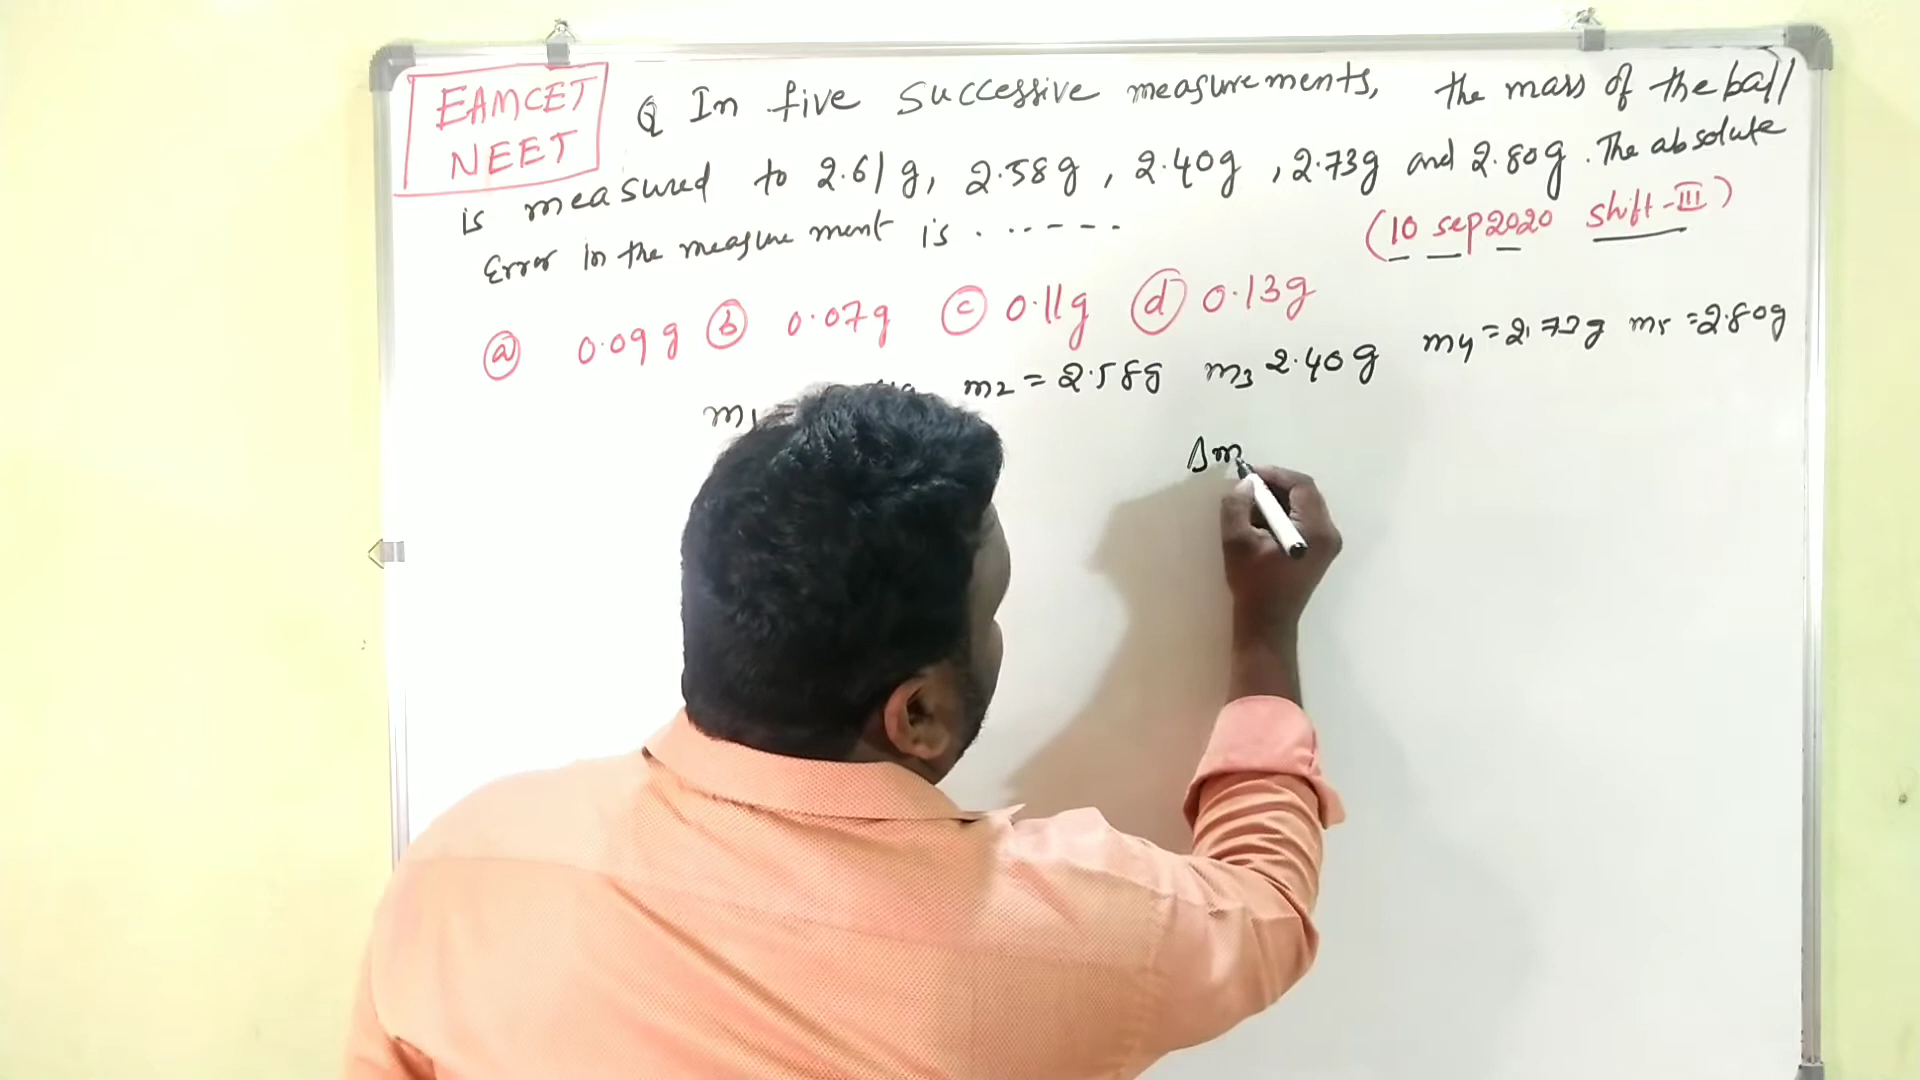 EAMCET
NEET
Q In five Successive measurements, the mass of the ball
is measured to 2.61g, 2.58g, 2.40g, 2.73g and 2.80g. The absolute
Error in the measurement is . . . . - - - .
(10 sep 2020 Shift-III)
(a) 0.09g (b) 0.07g (c) 0.11g (d) 0.13g
m1 m2 = 2.58g m3 2.40g m4 = 2.73g m5 = 2.80g
Δm